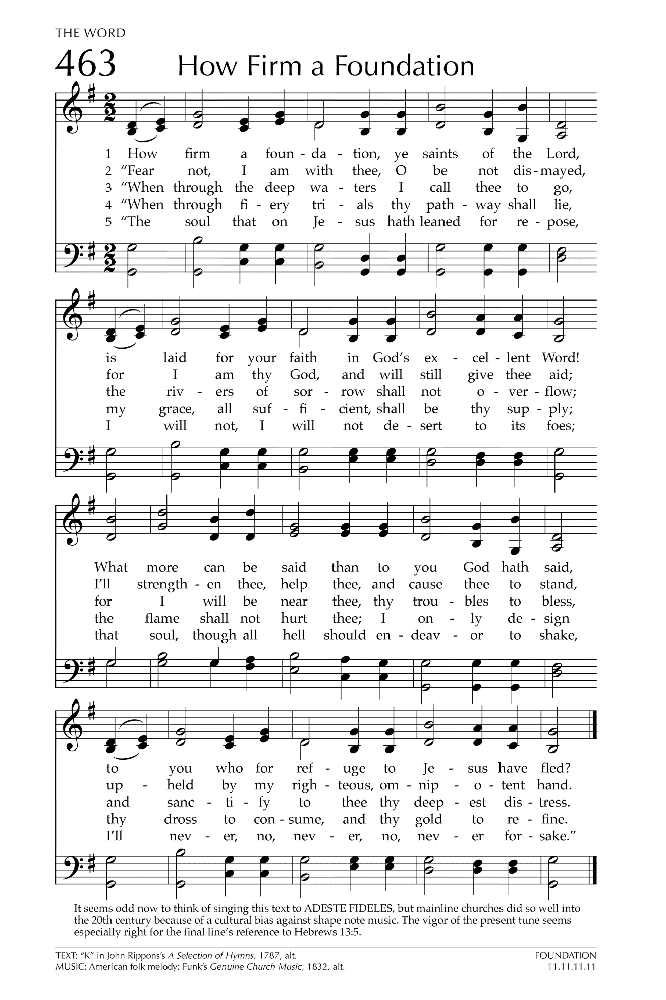 THE WORD
463 How Firm a Foundation
1 How firm a foun - da - tion, ye saints of the Lord,
2 “Fear not, I am with thee, O be not dis - mayed,
3 “When through the deep wa - ters I call thee to go,
4 “When through fi - ery tri - als thy path - way shall lie,
5 “The soul that on Je - sus hath leaned for re - pose,
is laid for your faith in God’s ex - cel - lent Word!
for I am thy God, and will still give thee aid;
the riv - ers of sor - row shall not o - ver - flow;
my grace, all suf - fi - cient, shall be thy sup - ply;
I will not, I will not de - sert to its foes;
What more can be said than to you God hath said,
I’ll strength - en thee, help thee, and cause thee to stand,
for I will be near thee, thy trou - bles to bless,
the flame shall not hurt thee; I on - ly de - sign
that soul, though all hell should en - deav - or to shake,
to you who for ref - uge to Je - sus have fled?
up - held by my righ - teous, om - nip - o - tent hand.
and sanc - ti - fy to thee thy deep - est dis - tress.
thy dross to con - sume, and thy gold to re - fine.
I’ll nev - er, no, nev - er, no, nev - er for - sake.”
It seems odd now to think of singing this text to ADESTE FIDELES, but mainline churches did so well into
the 20th century because of a cultural bias against shape note music. The vigor of the present tune seems
especially right for the final line’s reference to Hebrews 13:5.
TEXT: “K” in John Rippons’s A Selection of Hymns, 1787, alt. FOUNDATION
MUSIC: American folk melody; Funk’s Genuine Church Music, 1832, alt. 11.11.11.11